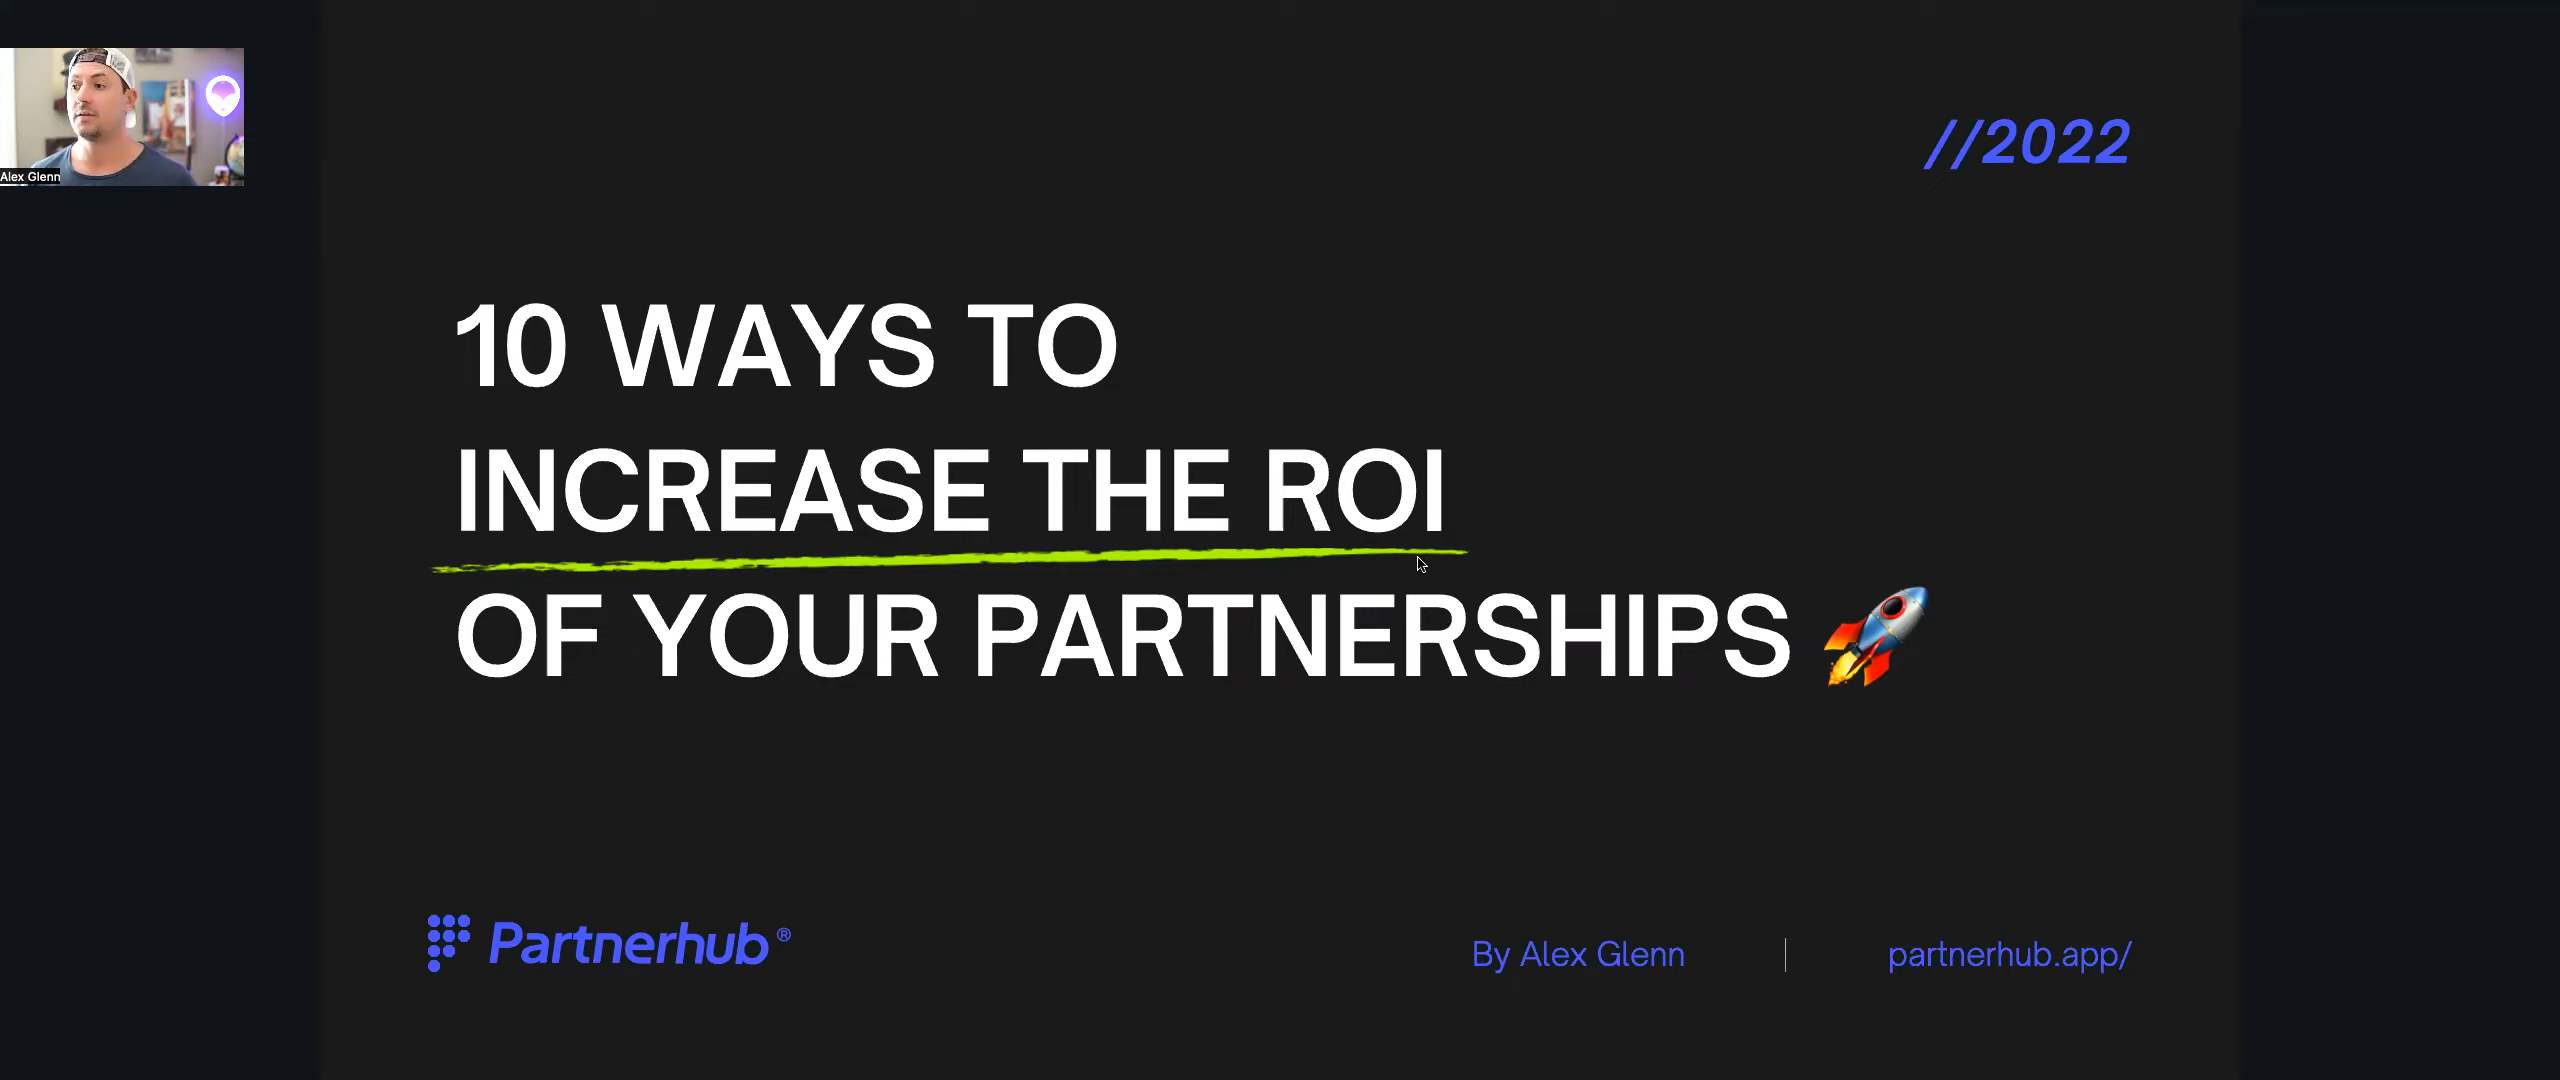 Alex Glenn
//2022
10 WAYS TO
INCREASE THE ROI
OF YOUR PARTNERSHIPS 🚀
Partnerhub ®
By Alex Glenn | partnerhub.app/